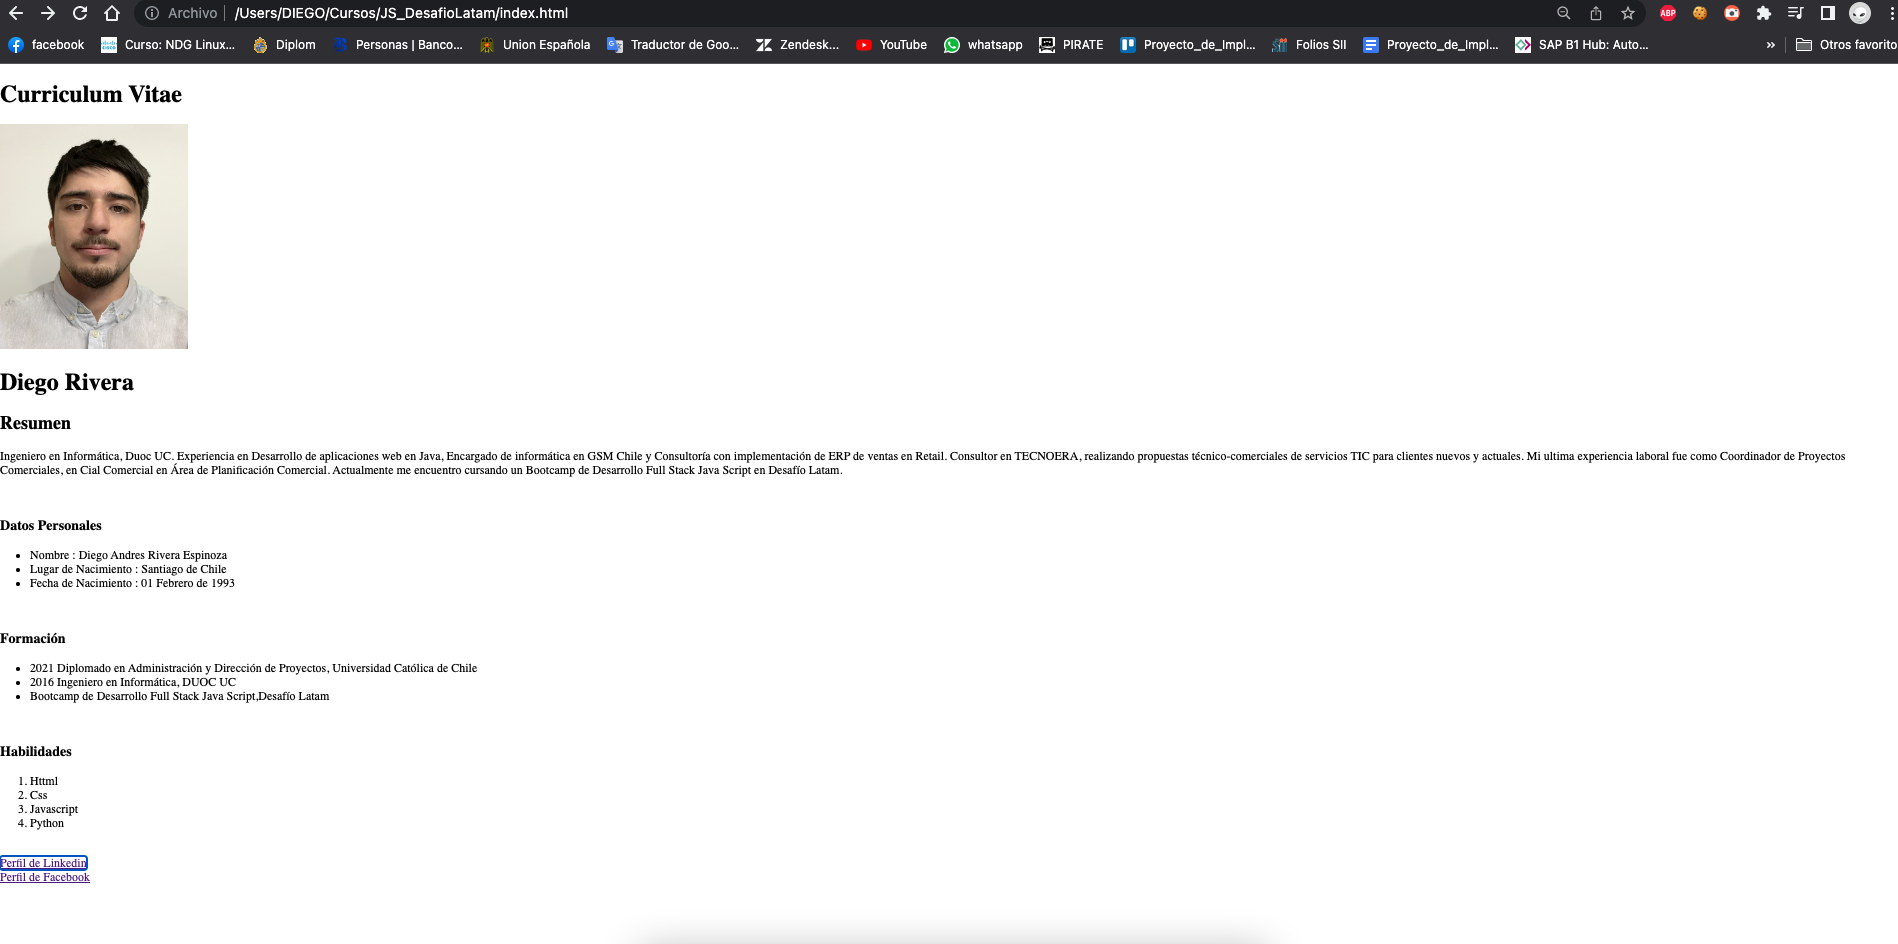 Archivo /Users/DIEGO/Cursos/JS_DesafioLatam/index.html ABP
facebook Curso: NDG Linux... Diplom Personas | Banco... Union Española Traductor de Goo... Zendesk... YouTube whatsapp PIRATE Proyecto_de_Impl... Folios SII Proyecto_de_Impl... SAP B1 Hub: Auto... » Otros favorito
Curriculum Vitae
Diego Rivera
Resumen
Ingeniero en Informática, Duoc UC. Experiencia en Desarrollo de aplicaciones web en Java, Encargado de informática en GSM Chile y Consultoría con implementación de ERP de ventas en Retail. Consultor en TECNOERA, realizando propuestas técnico-comerciales de servicios TIC para clientes nuevos y actuales. Mi ultima experiencia laboral fue como Coordinador de Proyectos
Comerciales, en Cial Comercial en Área de Planificación Comercial. Actualmente me encuentro cursando un Bootcamp de Desarrollo Full Stack Java Script en Desafío Latam.
Datos Personales
• Nombre : Diego Andres Rivera Espinoza
• Lugar de Nacimiento : Santiago de Chile
• Fecha de Nacimiento : 01 Febrero de 1993
Formación
• 2021 Diplomado en Administración y Dirección de Proyectos, Universidad Católica de Chile
• 2016 Ingeniero en Informática, DUOC UC
• Bootcamp de Desarrollo Full Stack Java Script,Desafío Latam
Habilidades
1. Httml
2. Css
3. Javascript
4. Python
Perfil de Linkedin
Perfil de Facebook